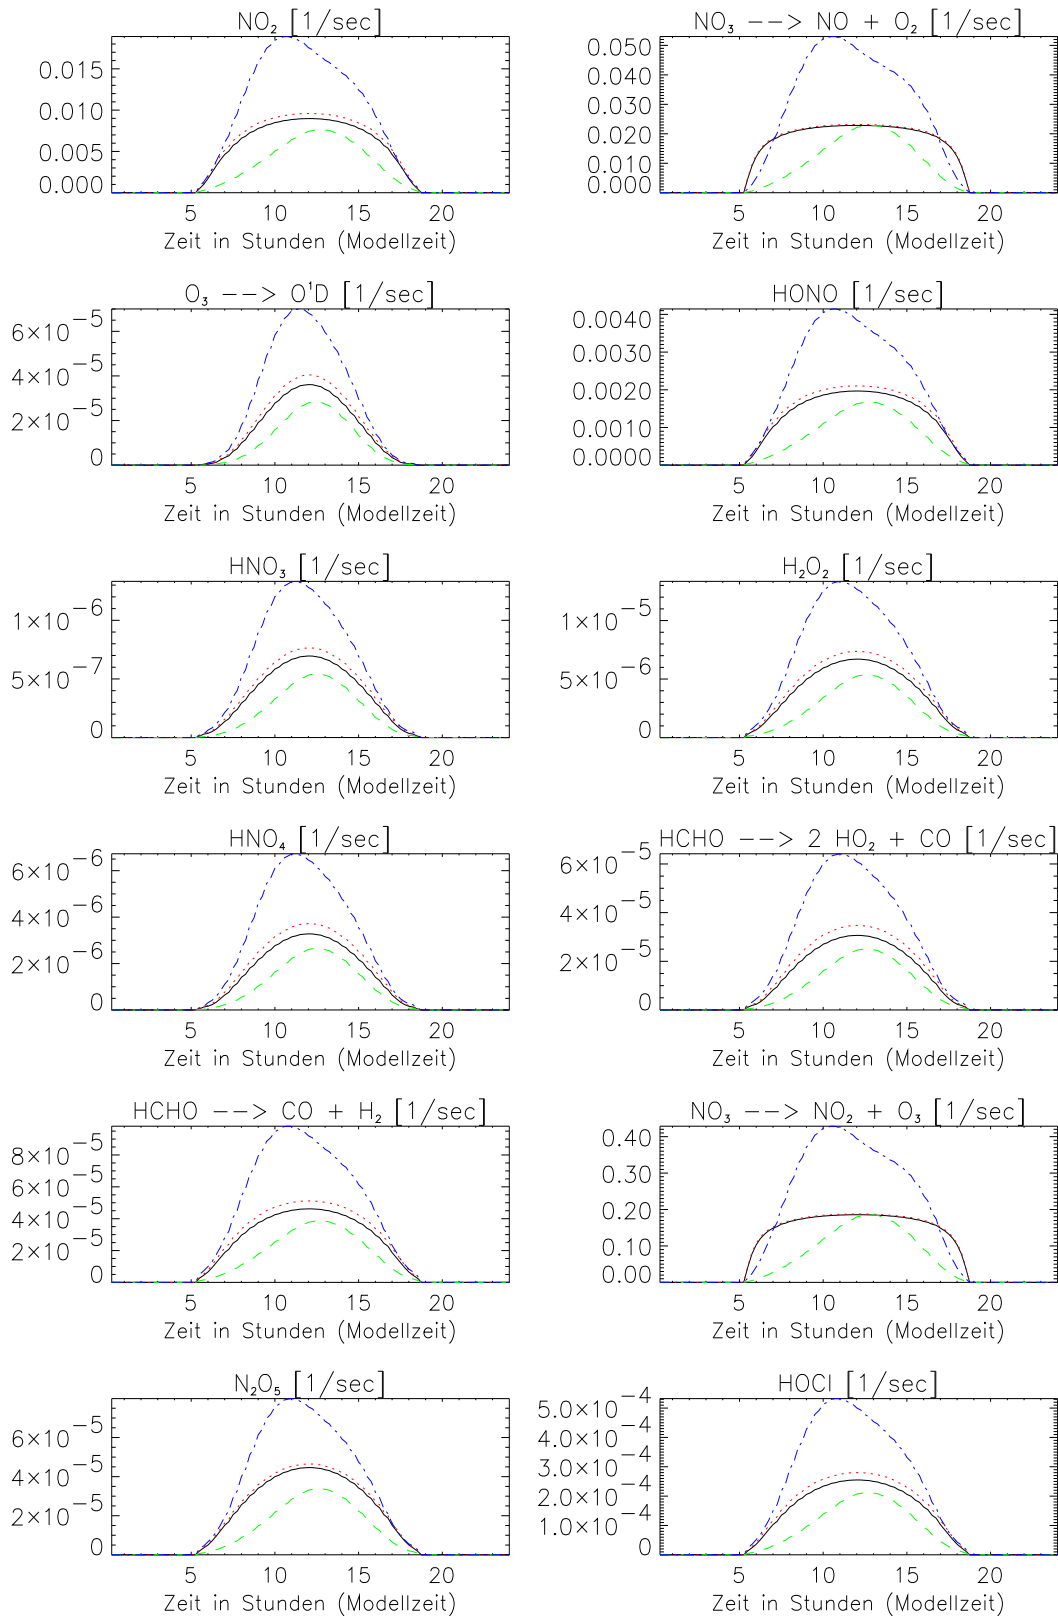 NO₂ [1/sec]
0.015
0.010
0.005
0.000
5 10 15 20
Zeit in Stunden (Modellzeit)
NO₃ --> NO + O₂ [1/sec]
0.050
0.040
0.030
0.020
0.010
0.000
5 10 15 20
Zeit in Stunden (Modellzeit)
O₃ --> O¹D [1/sec]
6×10⁻⁵
4×10⁻⁵
2×10⁻⁵
0
5 10 15 20
Zeit in Stunden (Modellzeit)
HONO [1/sec]
0.0040
0.0030
0.0020
0.0010
0.0000
5 10 15 20
Zeit in Stunden (Modellzeit)
HNO₃ [1/sec]
1×10⁻⁶
5×10⁻⁷
0
5 10 15 20
Zeit in Stunden (Modellzeit)
H₂O₂ [1/sec]
1×10⁻⁵
5×10⁻⁶
0
5 10 15 20
Zeit in Stunden (Modellzeit)
HNO₄ [1/sec]
6×10⁻⁶
4×10⁻⁶
2×10⁻⁶
0
5 10 15 20
Zeit in Stunden (Modellzeit)
HCHO --> 2 HO₂ + CO [1/sec]
6×10⁻⁵
4×10⁻⁵
2×10⁻⁵
0
5 10 15 20
Zeit in Stunden (Modellzeit)
HCHO --> CO + H₂ [1/sec]
8×10⁻⁵
6×10⁻⁵
4×10⁻⁵
2×10⁻⁵
0
5 10 15 20
Zeit in Stunden (Modellzeit)
NO₃ --> NO₂ + O₃ [1/sec]
0.40
0.30
0.20
0.10
0.00
5 10 15 20
Zeit in Stunden (Modellzeit)
N₂O₅ [1/sec]
6×10⁻⁵
4×10⁻⁵
2×10⁻⁵
0
5 10 15 20
Zeit in Stunden (Modellzeit)
HOCl [1/sec]
5.0×10⁻⁴
4.0×10⁻⁴
3.0×10⁻⁴
2.0×10⁻⁴
1.0×10⁻⁴
0
5 10 15 20
Zeit in Stunden (Modellzeit)